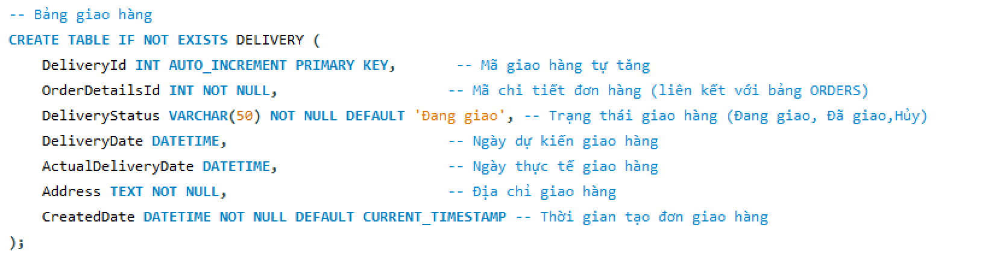 -- Bảng giao hàng
CREATE TABLE IF NOT EXISTS DELIVERY (
    DeliveryId INT AUTO_INCREMENT PRIMARY KEY,       -- Mã giao hàng tự tăng
    OrderDetailsId INT NOT NULL,                    -- Mã chi tiết đơn hàng (liên kết với bảng ORDERS)
    DeliveryStatus VARCHAR(50) NOT NULL DEFAULT 'Đang giao', -- Trạng thái giao hàng (Đang giao, Đã giao,Hủy)
    DeliveryDate DATETIME,                          -- Ngày dự kiến giao hàng
    ActualDeliveryDate DATETIME,                    -- Ngày thực tế giao hàng
    Address TEXT NOT NULL,                          -- Địa chỉ giao hàng
    CreatedDate DATETIME NOT NULL DEFAULT CURRENT_TIMESTAMP -- Thời gian tạo đơn giao hàng
);